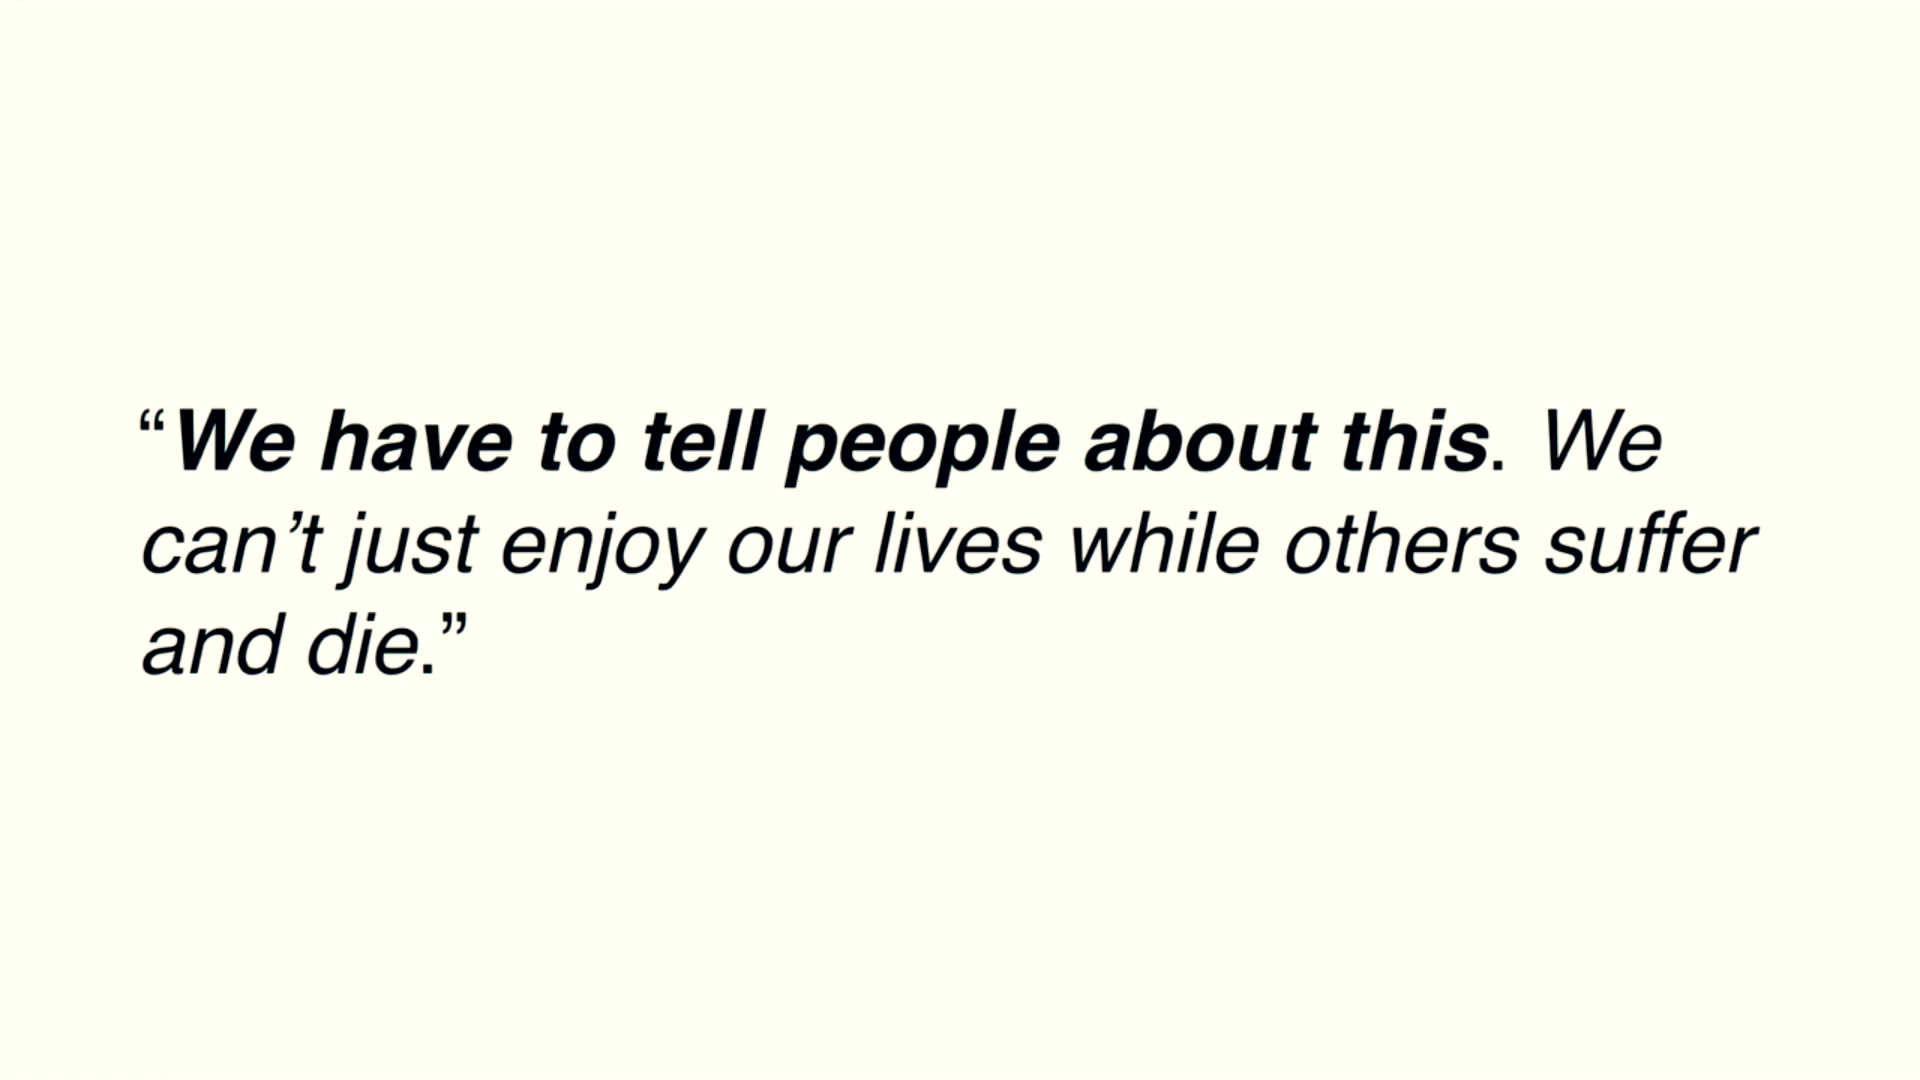 “We have to tell people about this. We
can’t just enjoy our lives while others suffer
and die.”